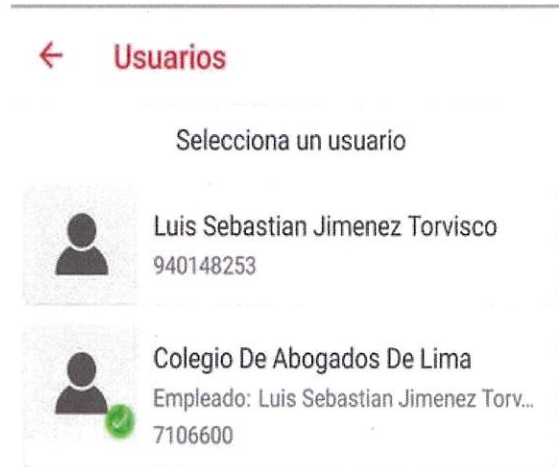 Usuarios
Selecciona un usuario
Luis Sebastian Jimenez Torvisco
940148253
Colegio De Abogados De Lima
Empleado: Luis Sebastian Jimenez Torv...
7106600